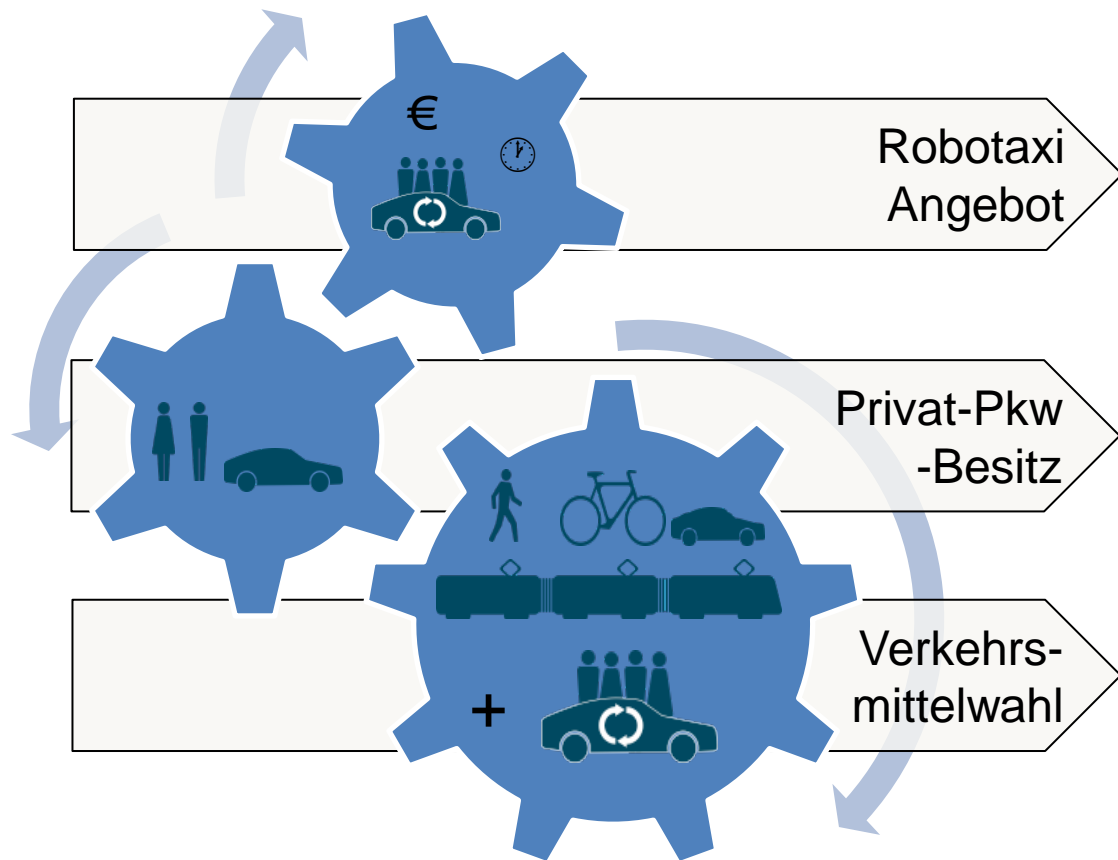 €
Robotaxi
Angebot
Privat-Pkw
-Besitz
Verkehrs-
mittelwahl
+